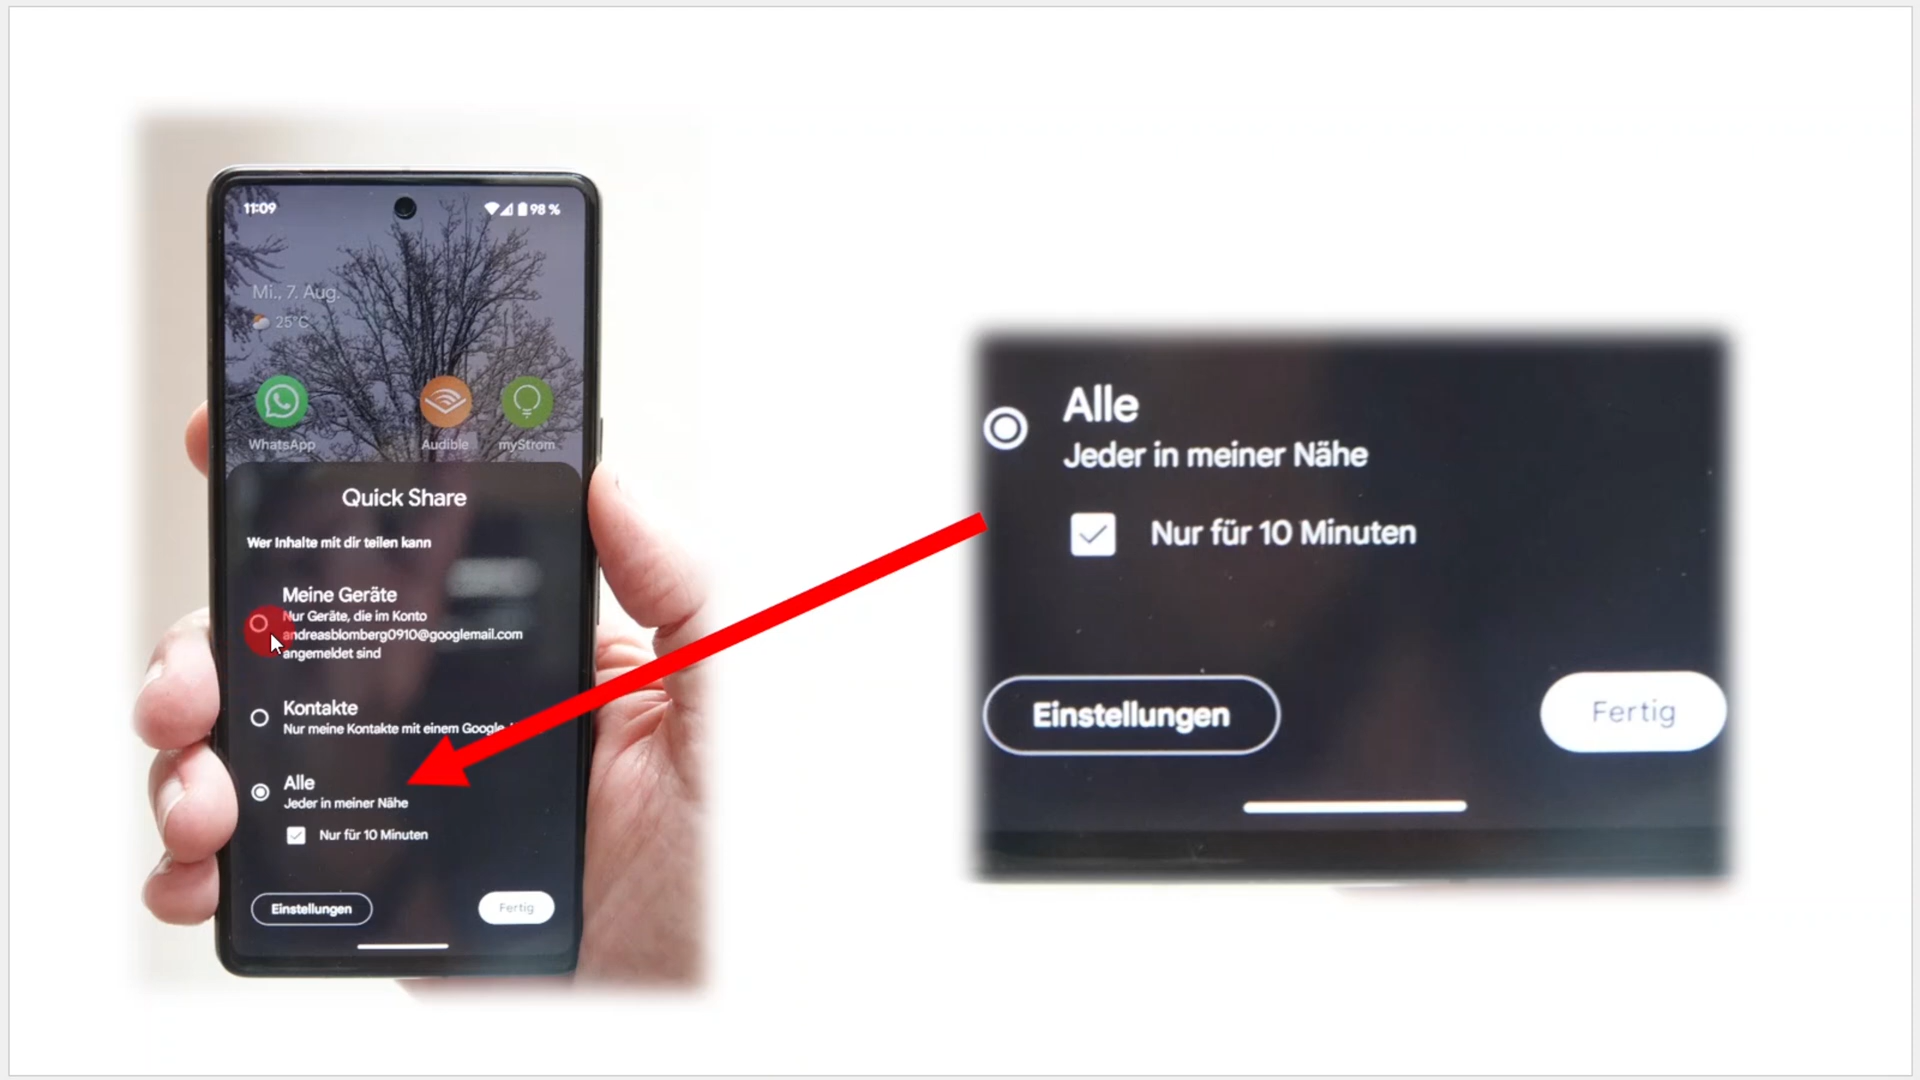 11:09
98 %
Mi., 7. Aug.
25°C
WhatsApp
Audible
myStrom
Quick Share
Wer Inhalte mit dir teilen kann
Meine Geräte
Nur Geräte, die im Konto
andreasblomberg0910@googlemail.com
angemeldet sind
Kontakte
Nur meine Kontakte mit einem Google
Alle
Jeder in meiner Nähe
Nur für 10 Minuten
Einstellungen
Fertig
Alle
Jeder in meiner Nähe
Nur für 10 Minuten
Einstellungen
Fertig